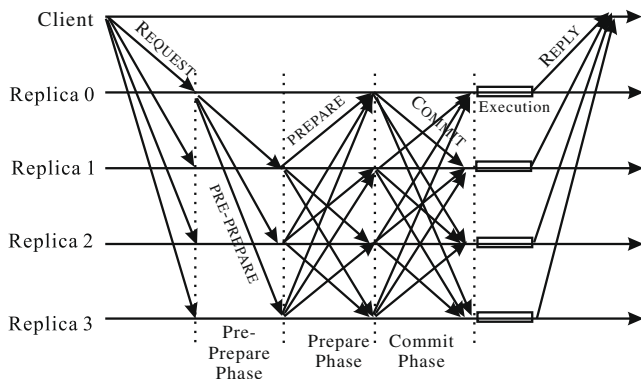 Client
REQUEST
REPLY
Replica 0
PREPARE
COMMIT
Execution
Replica 1
PRE-PREPARE
Replica 2
Replica 3
Pre-
Prepare
Phase
Prepare
Phase
Commit
Phase